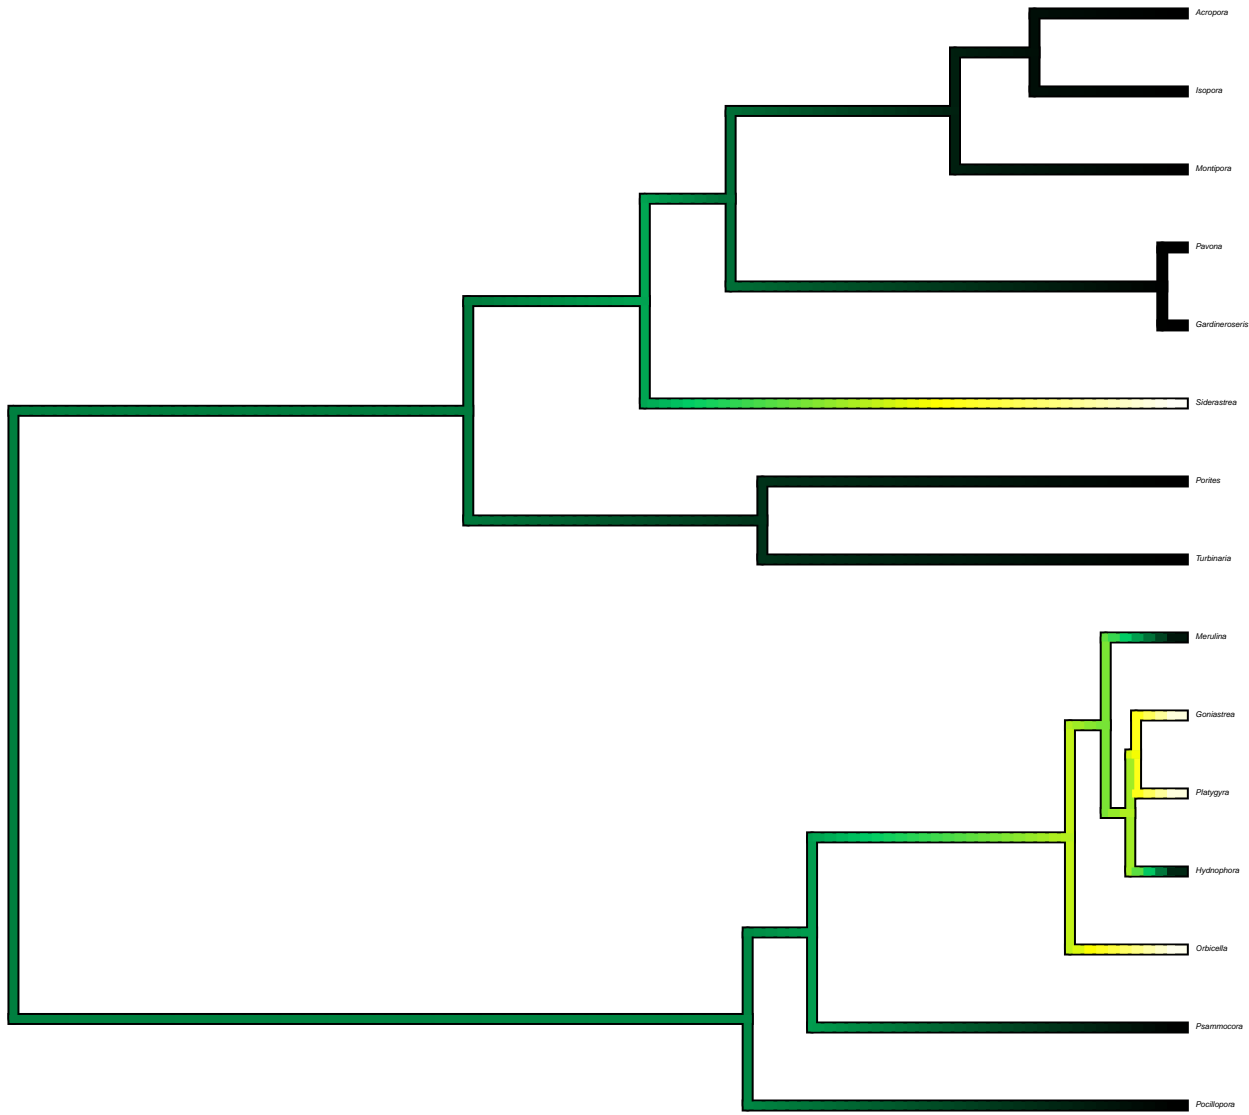 Acropora
Isopora
Montipora
Pavona
Gardineroseris
Siderastrea
Porites
Turbinaria
Merulina
Goniastrea
Platygyra
Hydnophora
Orbicella
Psammocora
Pocillopora